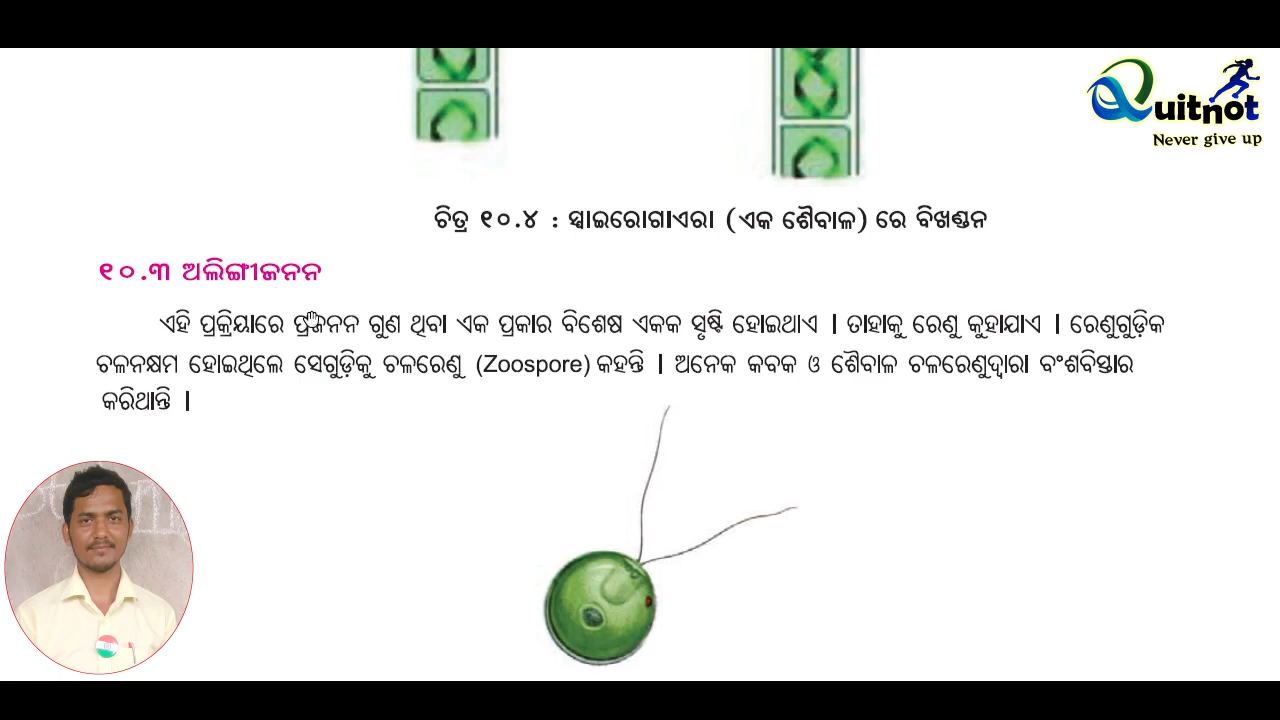 Quitnot
Never give up
ଚିତ୍ର ୧୦.୪ : ସ୍ପାଇରୋଗାଏରା (ଏକ ଶୈବାଳ) ରେ ବିଖଣ୍ଡନ
୧୦.୩ ଅଲିଙ୍ଗୀଜନନ
ଏହି ପ୍ରକ୍ରିୟାରେ ପ୍ରଜନନ ଗୁଣ ଥିବା ଏକ ପ୍ରକାର ବିଶେଷ ଏକକ ସୃଷ୍ଟି ହୋଇଥାଏ । ତାହାକୁ ରେଣୁ କୁହାଯାଏ । ରେଣୁଗୁଡ଼ିକ
ଚଳନକ୍ଷମ ହୋଇଥିଲେ ସେଗୁଡ଼ିକୁ ଚଳରେଣୁ (Zoospore) କହନ୍ତି । ଅନେକ କବକ ଓ ଶୈବାଳ ଚଳରେଣୁଦ୍ୱାରା ବଂଶବିସ୍ତାର
କରିଥାନ୍ତି ।